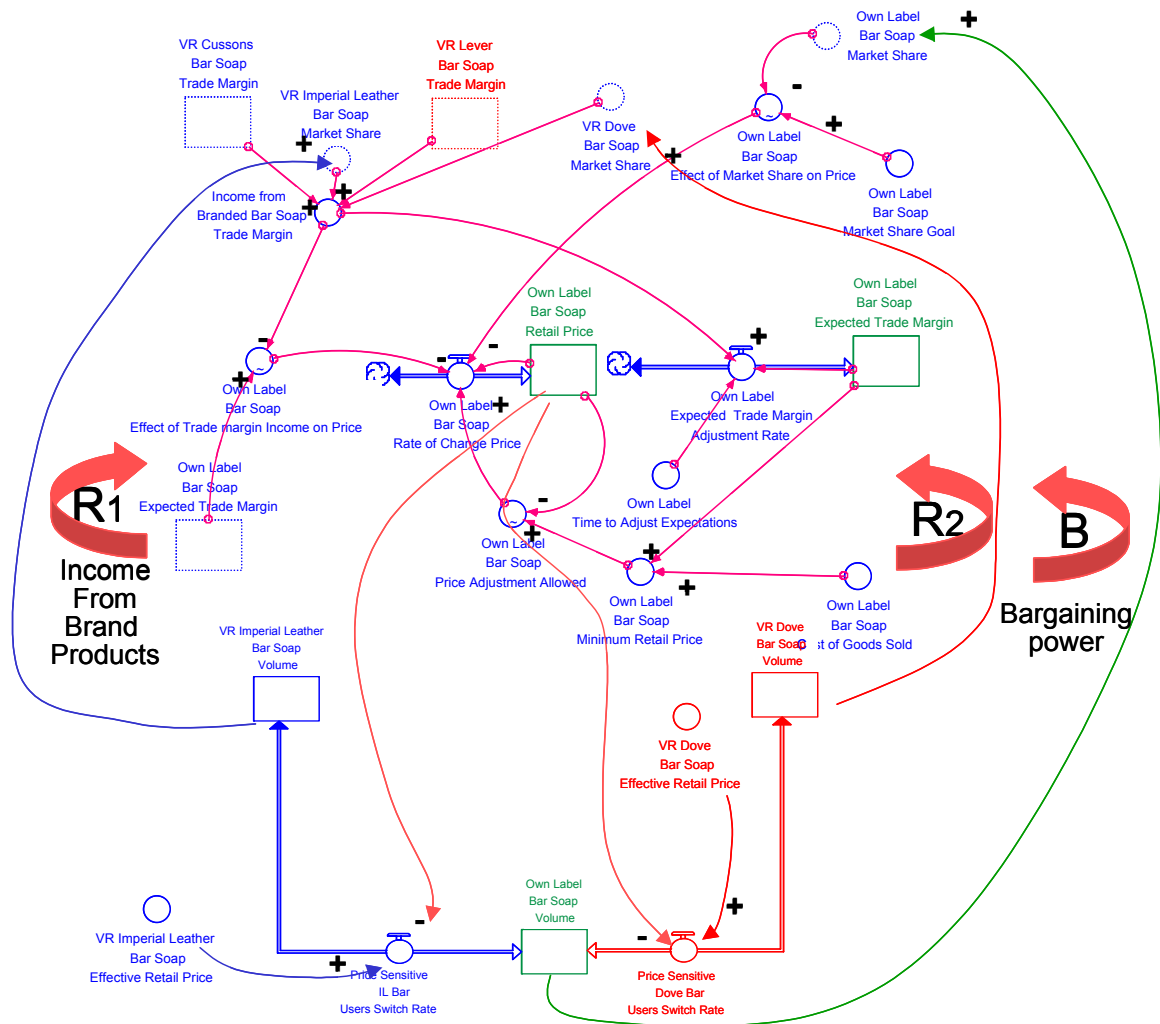 Own Label
Bar Soap
Market Share
+
VR Cussons
Bar Soap
Trade Margin
VR Lever
Bar Soap
Trade Margin
VR Imperial Leather
Bar Soap
Market Share
+
VR Dove
Bar Soap
Market Share
-
+
Own Label
Bar Soap
Effect of Market Share on Price
~
+
Own Label
Bar Soap
Market Share Goal
Income from
Branded Bar Soap
Trade Margin
+
+
Own Label
Bar Soap
Retail Price
Own Label
Bar Soap
Expected Trade Margin
-
~
+
Own Label
Bar Soap
Effect of Trade margin Income on Price
-
-
+
Own Label
Bar Soap
Rate of Change Price
+
Own Label
Expected Trade Margin
Adjustment Rate
R1
Income
From
Brand
Products
Own Label
Bar Soap
Expected Trade Margin
Own Label
Time to Adjust Expectations
R2
B
Bargaining
power
-
~
+
Own Label
Bar Soap
Price Adjustment Allowed
+
+
Own Label
Bar Soap
Minimum Retail Price
Own Label
Bar Soap
Cost of Goods Sold
VR Imperial Leather
Bar Soap
Volume
VR Dove
Bar Soap
Volume
VR Dove
Bar Soap
Effective Retail Price
Own Label
Bar Soap
Volume
VR Imperial Leather
Bar Soap
Effective Retail Price
-
+
Price Sensitive
IL Bar
Users Switch Rate
-
+
Price Sensitive
Dove Bar
Users Switch Rate